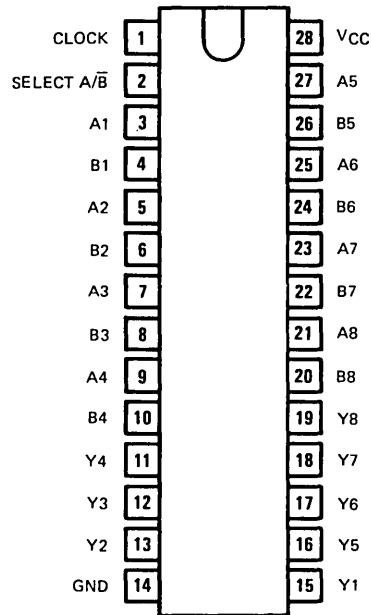 CLOCK 1 28 VCC
SELECT A/B̅ 2 27 A5
A1 3 26 B5
B1 4 25 A6
A2 5 24 B6
B2 6 23 A7
A3 7 22 B7
B3 8 21 A8
A4 9 20 B8
B4 10 19 Y8
Y4 11 18 Y7
Y3 12 17 Y6
Y2 13 16 Y5
GND 14 15 Y1